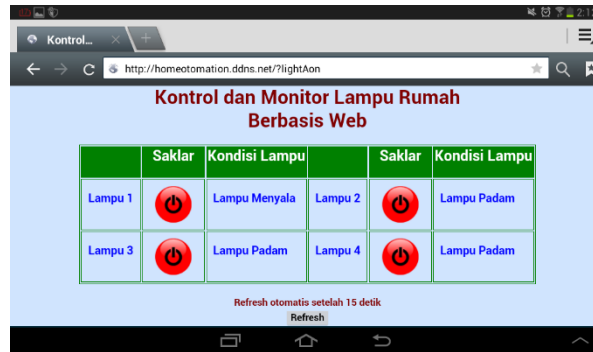 2:1
Kontrol...
http://homeotomation.ddns.net/?lightAon
Kontrol dan Monitor Lampu Rumah
Berbasis Web
Saklar Kondisi Lampu Saklar Kondisi Lampu
Lampu 1 Lampu Menyala Lampu 2 Lampu Padam
Lampu 3 Lampu Padam Lampu 4 Lampu Padam
Refresh otomatis setelah 15 detik
Refresh